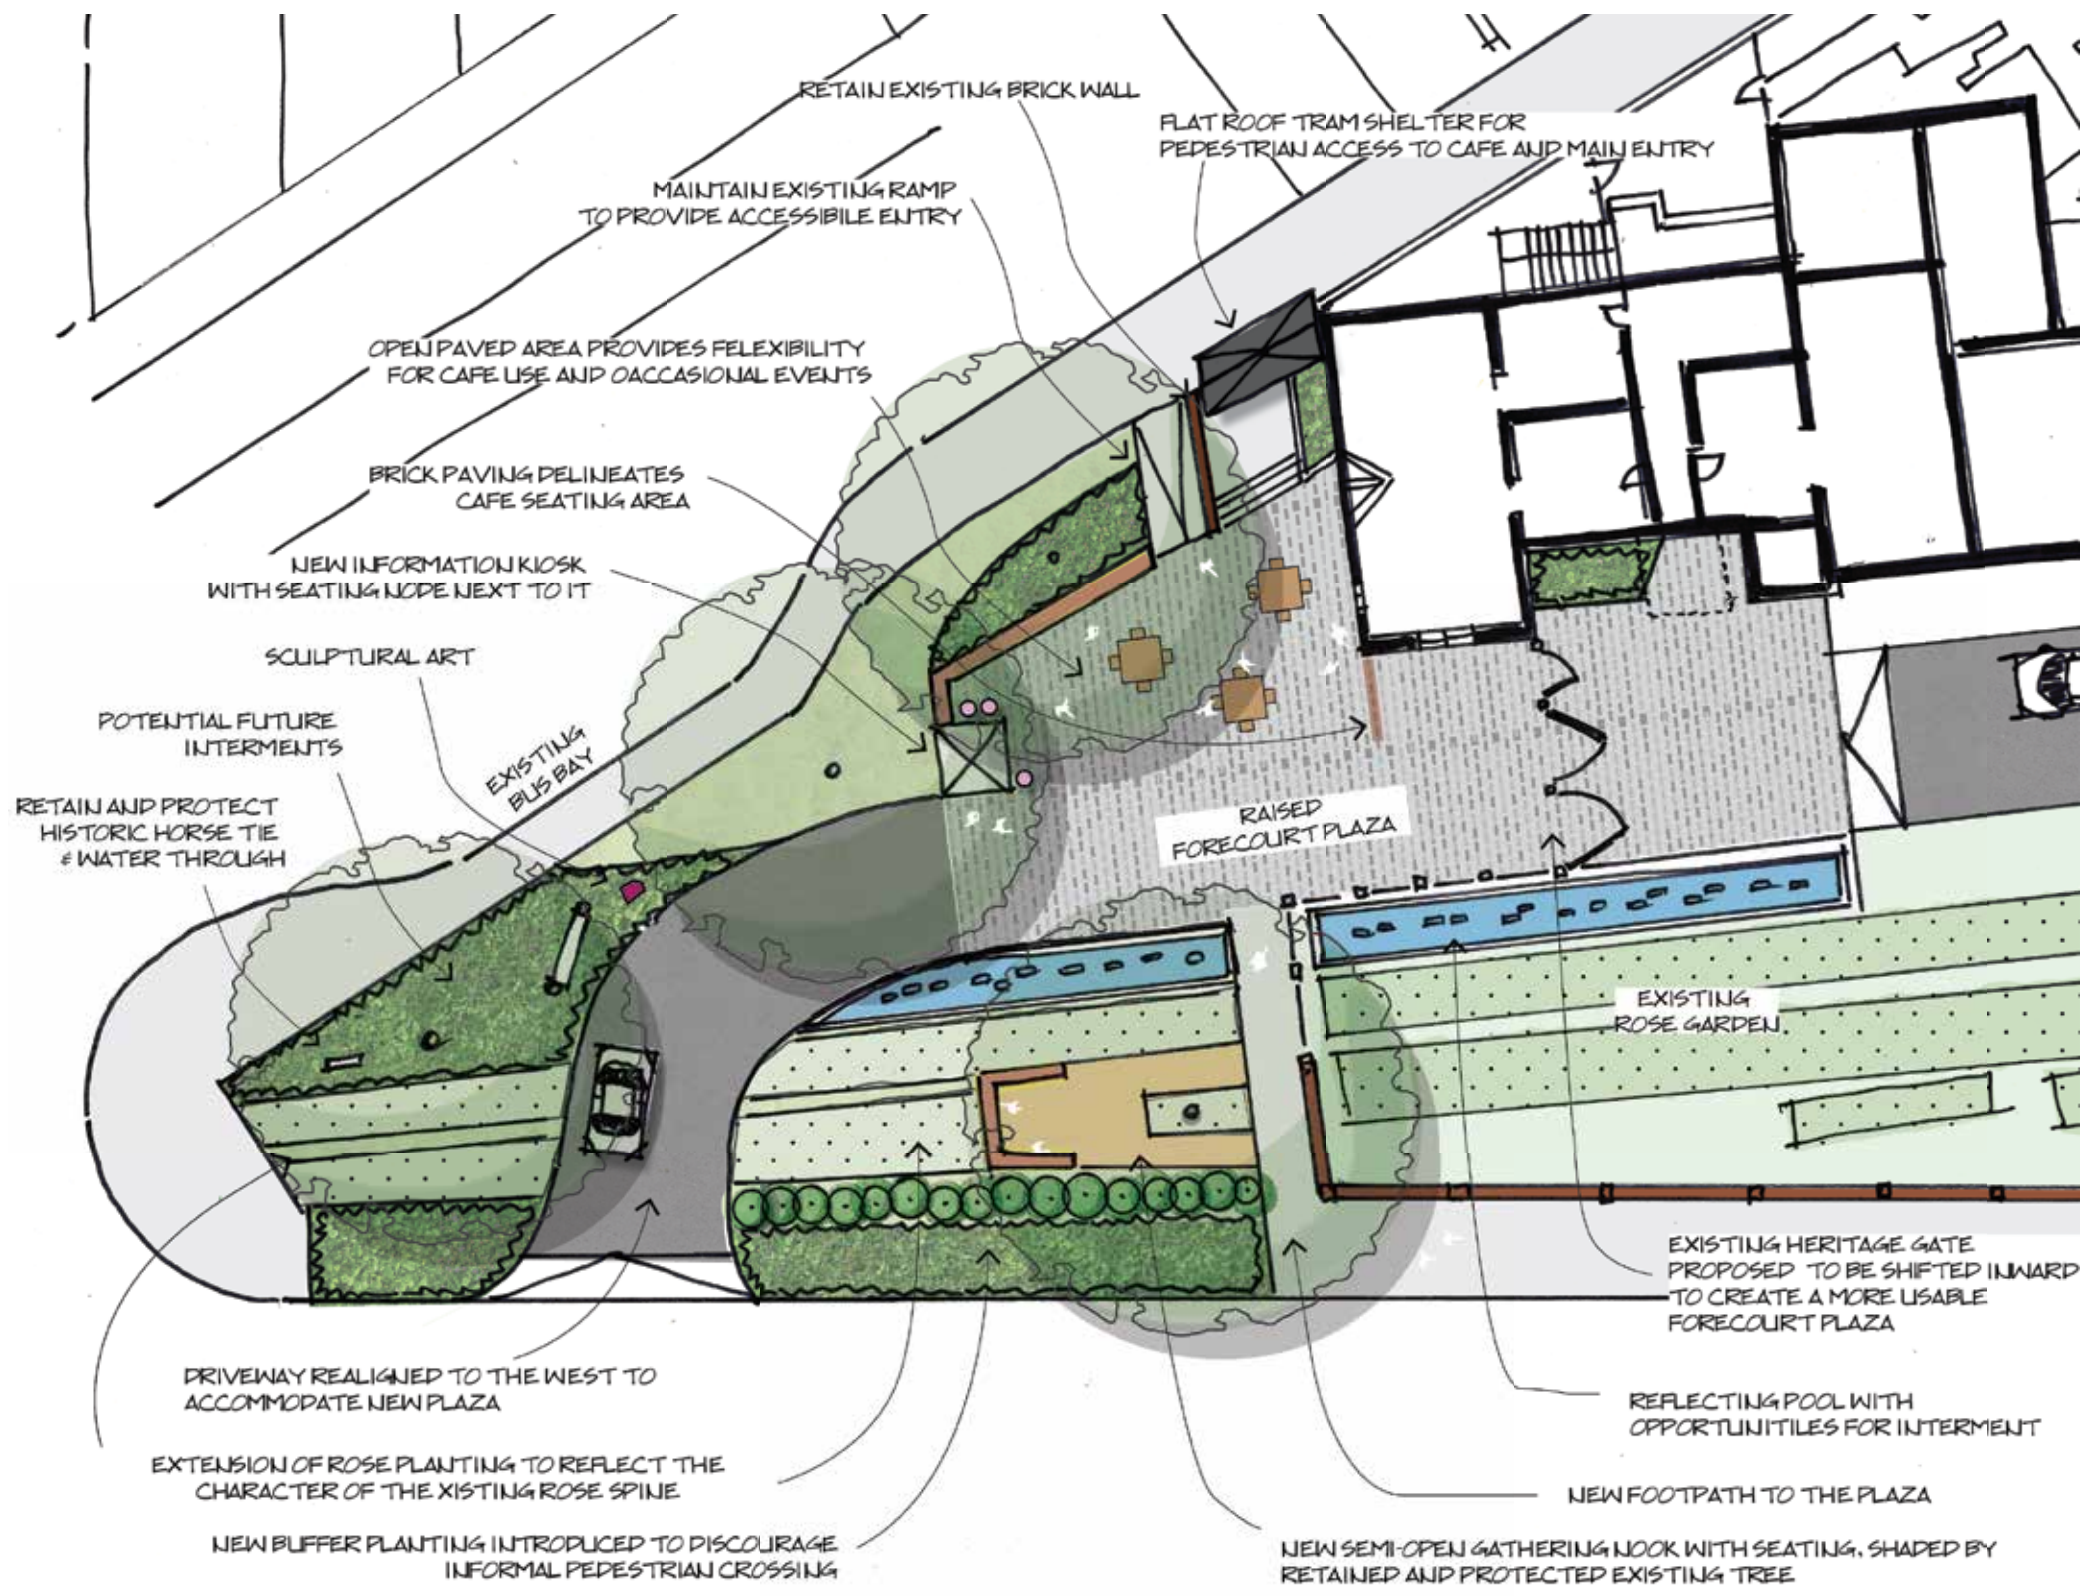 RETAIN EXISTING BRICK WALL
FLAT ROOF TRAM SHELTER FOR
PEDESTRIAN ACCESS TO CAFE AND MAIN ENTRY
MAINTAIN EXISTING RAMP
TO PROVIDE ACCESSIBILE ENTRY
OPEN PAVED AREA PROVIDES FELEXIBILITY
FOR CAFE USE AND OACCASIONAL EVENTS
BRICK PAVING DELINEATES
CAFE SEATING AREA
NEW INFORMATION KIOSK
WITH SEATING NODE NEXT TO IT
SCULPTURAL ART
POTENTIAL FUTURE
INTERMENTS
EXISTING
BUS BAY
RETAIN AND PROTECT
HISTORIC HORSE TIE
& WATER THROUGH
RAISED
FORECOURT PLAZA
EXISTING
ROSE GARDEN
EXISTING HERITAGE GATE
PROPOSED TO BE SHIFTED INWARD
TO CREATE A MORE USABLE
FORECOURT PLAZA
DRIVEWAY REALIGNED TO THE WEST TO
ACCOMMODATE NEW PLAZA
REFLECTING POOL WITH
OPPORTUNITILES FOR INTERMENT
EXTENSION OF ROSE PLANTING TO REFLECT THE
CHARACTER OF THE XISTING ROSE SPINE
NEW FOOTPATH TO THE PLAZA
NEW BUFFER PLANTING INTRODUCED TO DISCOURAGE
INFORMAL PEDESTRIAN CROSSING
NEW SEMI-OPEN GATHERING NOOK WITH SEATING, SHADED BY
RETAINED AND PROTECTED EXISTING TREE